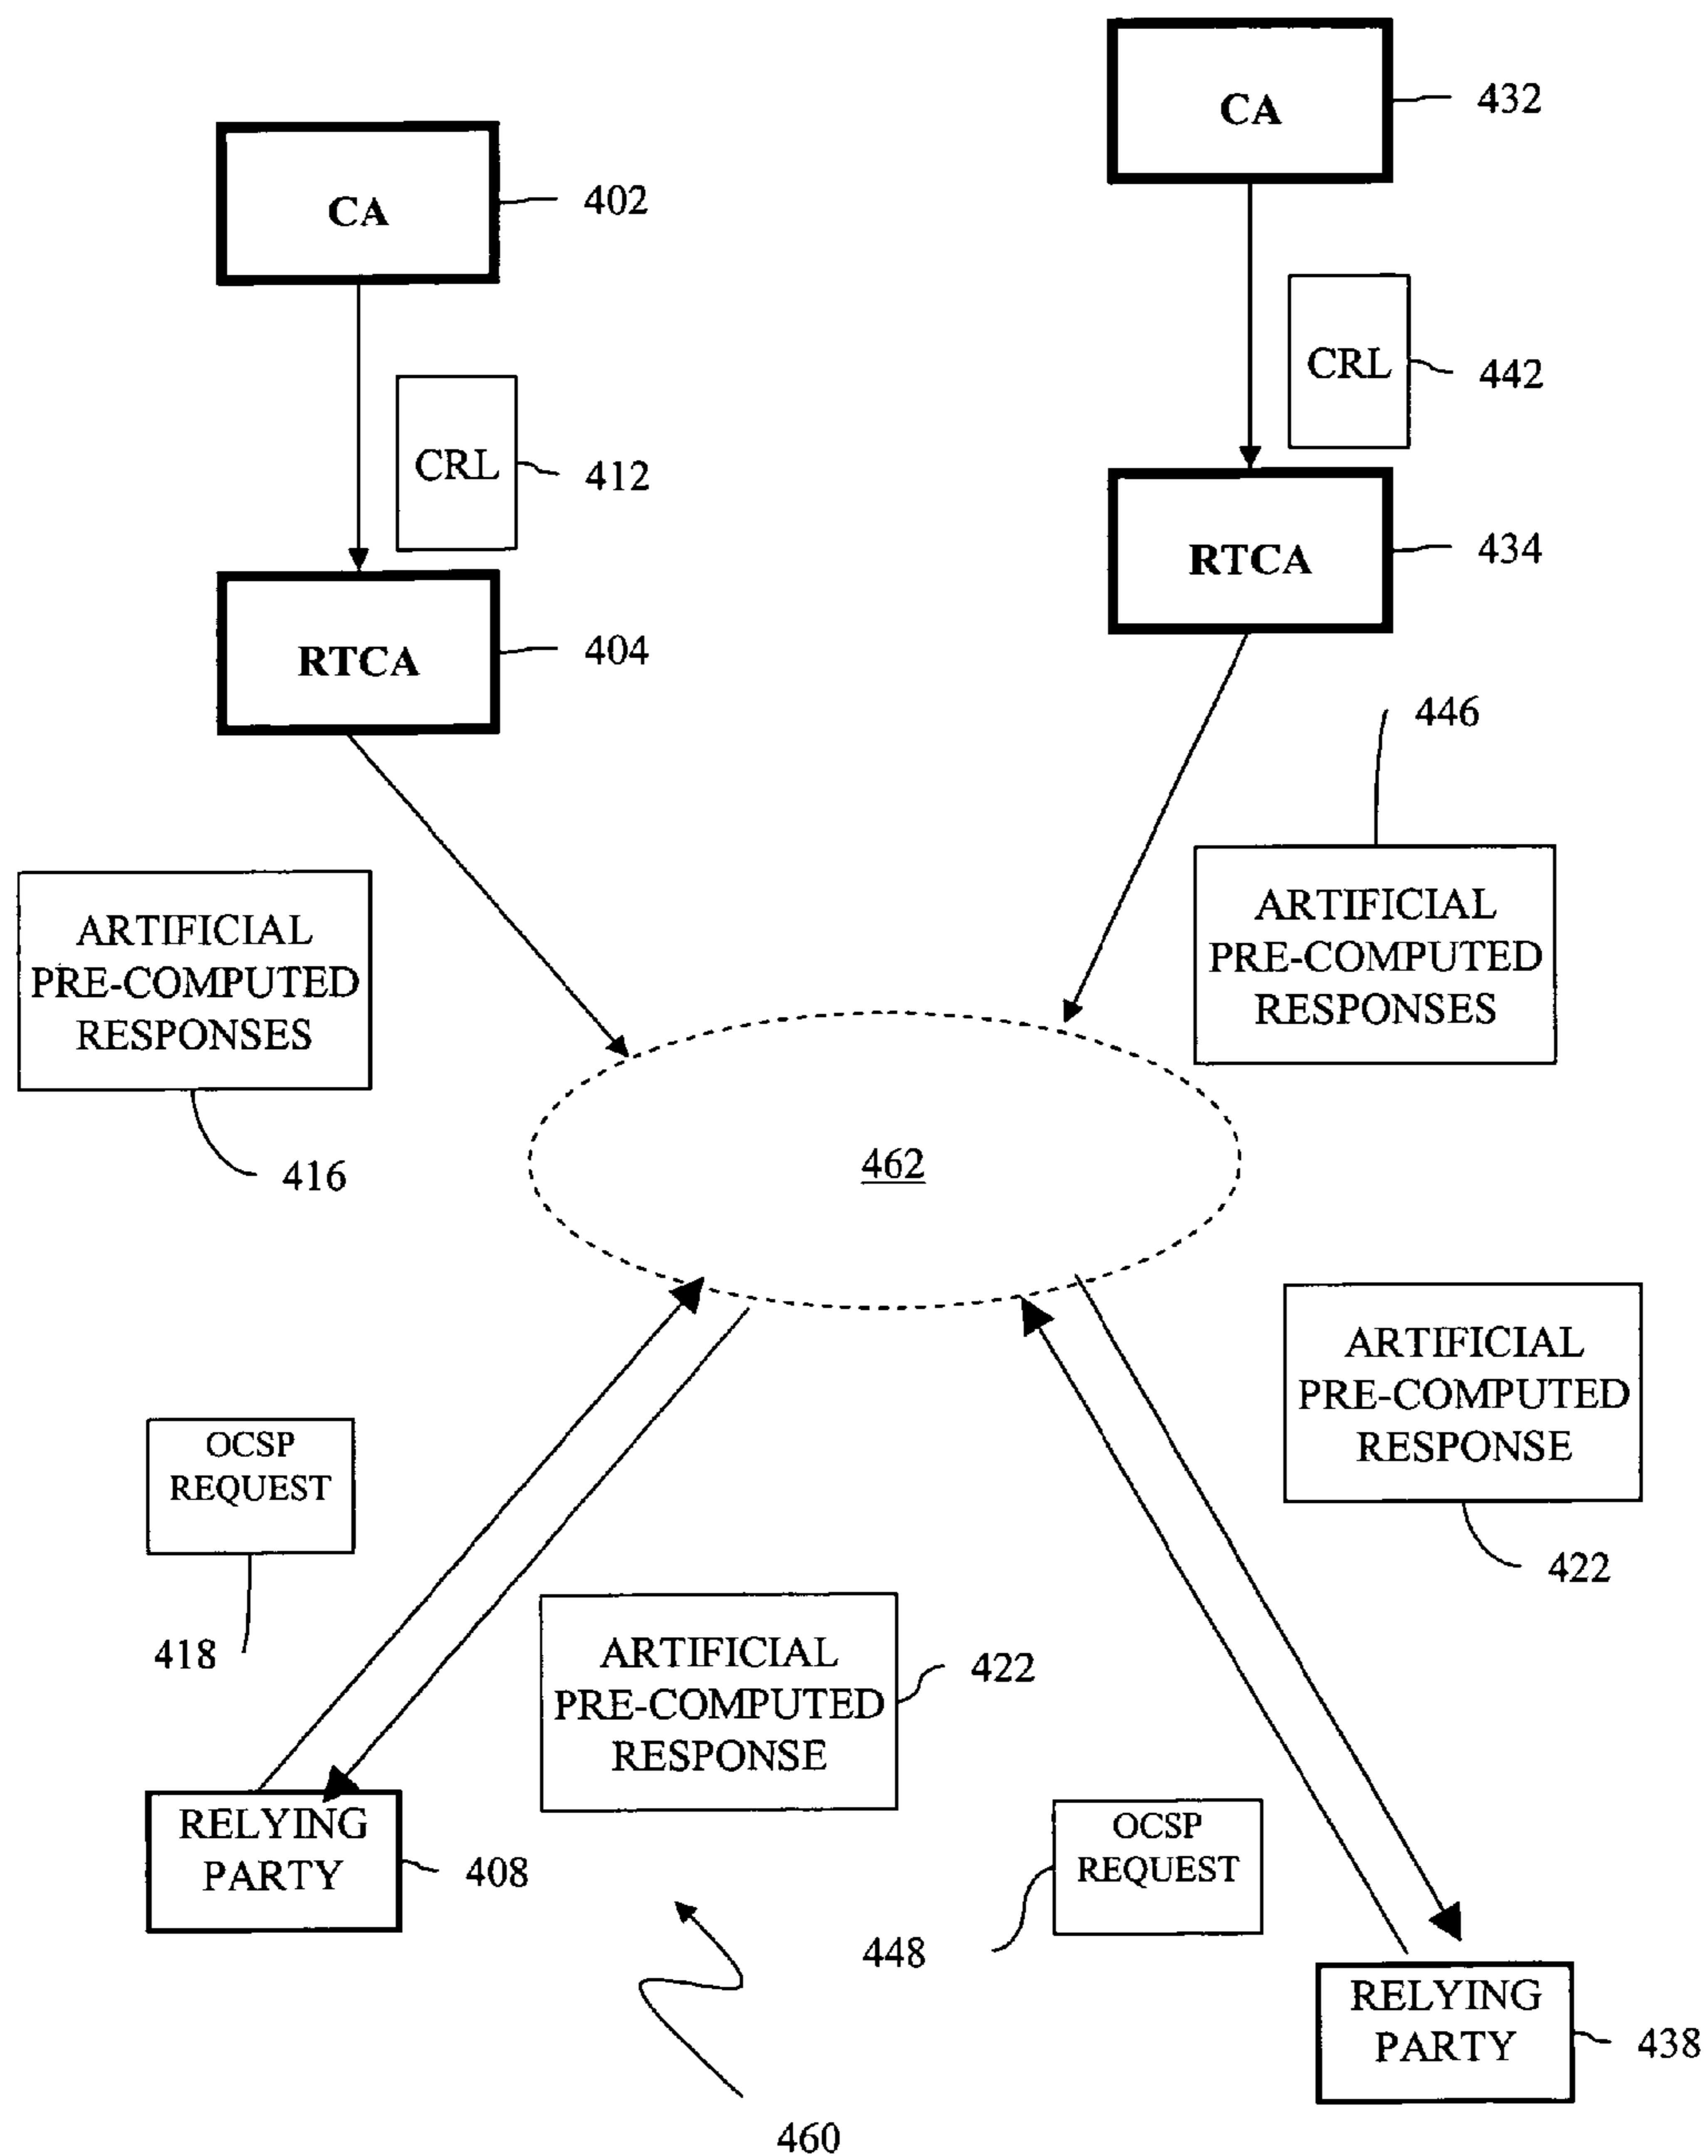 CA
432
CA
402
CRL
442
CRL
412
RTCA
434
RTCA
404
446
ARTIFICIAL
PRE-COMPUTED
RESPONSES
416
ARTIFICIAL
PRE-COMPUTED
RESPONSES
462
ARTIFICIAL
PRE-COMPUTED
RESPONSE
422
OCSP
REQUEST
418
ARTIFICIAL
PRE-COMPUTED
RESPONSE
422
RELYING
PARTY
408
OCSP
REQUEST
448
RELYING
PARTY
438
460